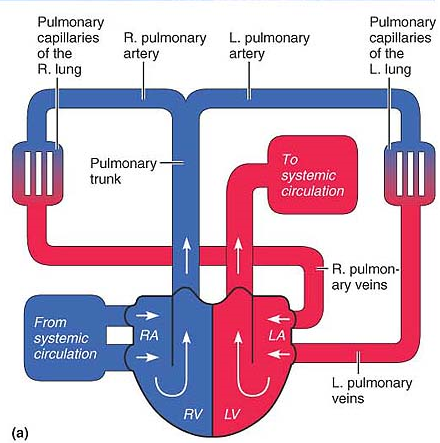 Pulmonary
capillaries
of the
R. lung
R. pulmonary
artery
L. pulmonary
artery
Pulmonary
capillaries
of the
L. lung
Pulmonary
trunk
To
systemic
circulation
R. pulmon-
ary veins
From
systemic
circulation
RA
LA
RV
LV
L. pulmonary
veins
(a)